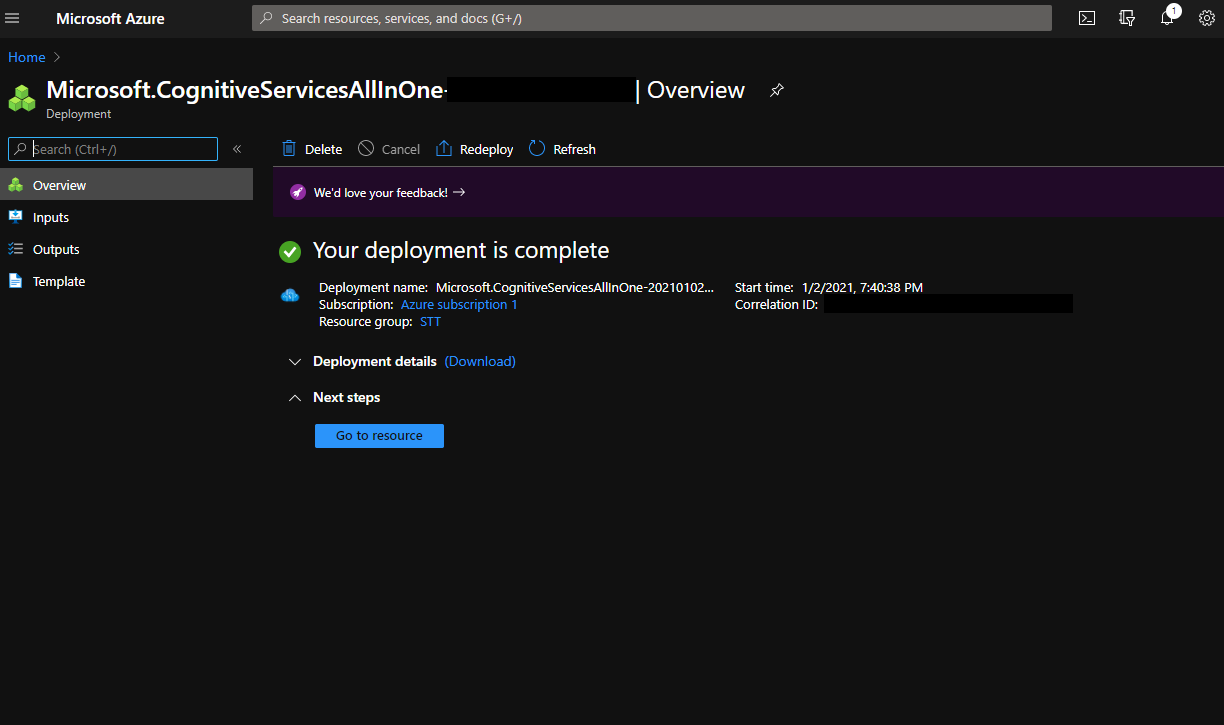 Microsoft Azure
Search resources, services, and docs (G+/)
1
Home
Microsoft.CognitiveServicesAllInOne- | Overview
Deployment
Search (Ctrl+/)
«
Delete
Cancel
Redeploy
Refresh
Overview
Inputs
Outputs
Template
We'd love your feedback! →
Your deployment is complete
Deployment name: Microsoft.CognitiveServicesAllInOne-20210102...
Subscription: Azure subscription 1
Resource group: STT
Start time: 1/2/2021, 7:40:38 PM
Correlation ID:
Deployment details (Download)
Next steps
Go to resource